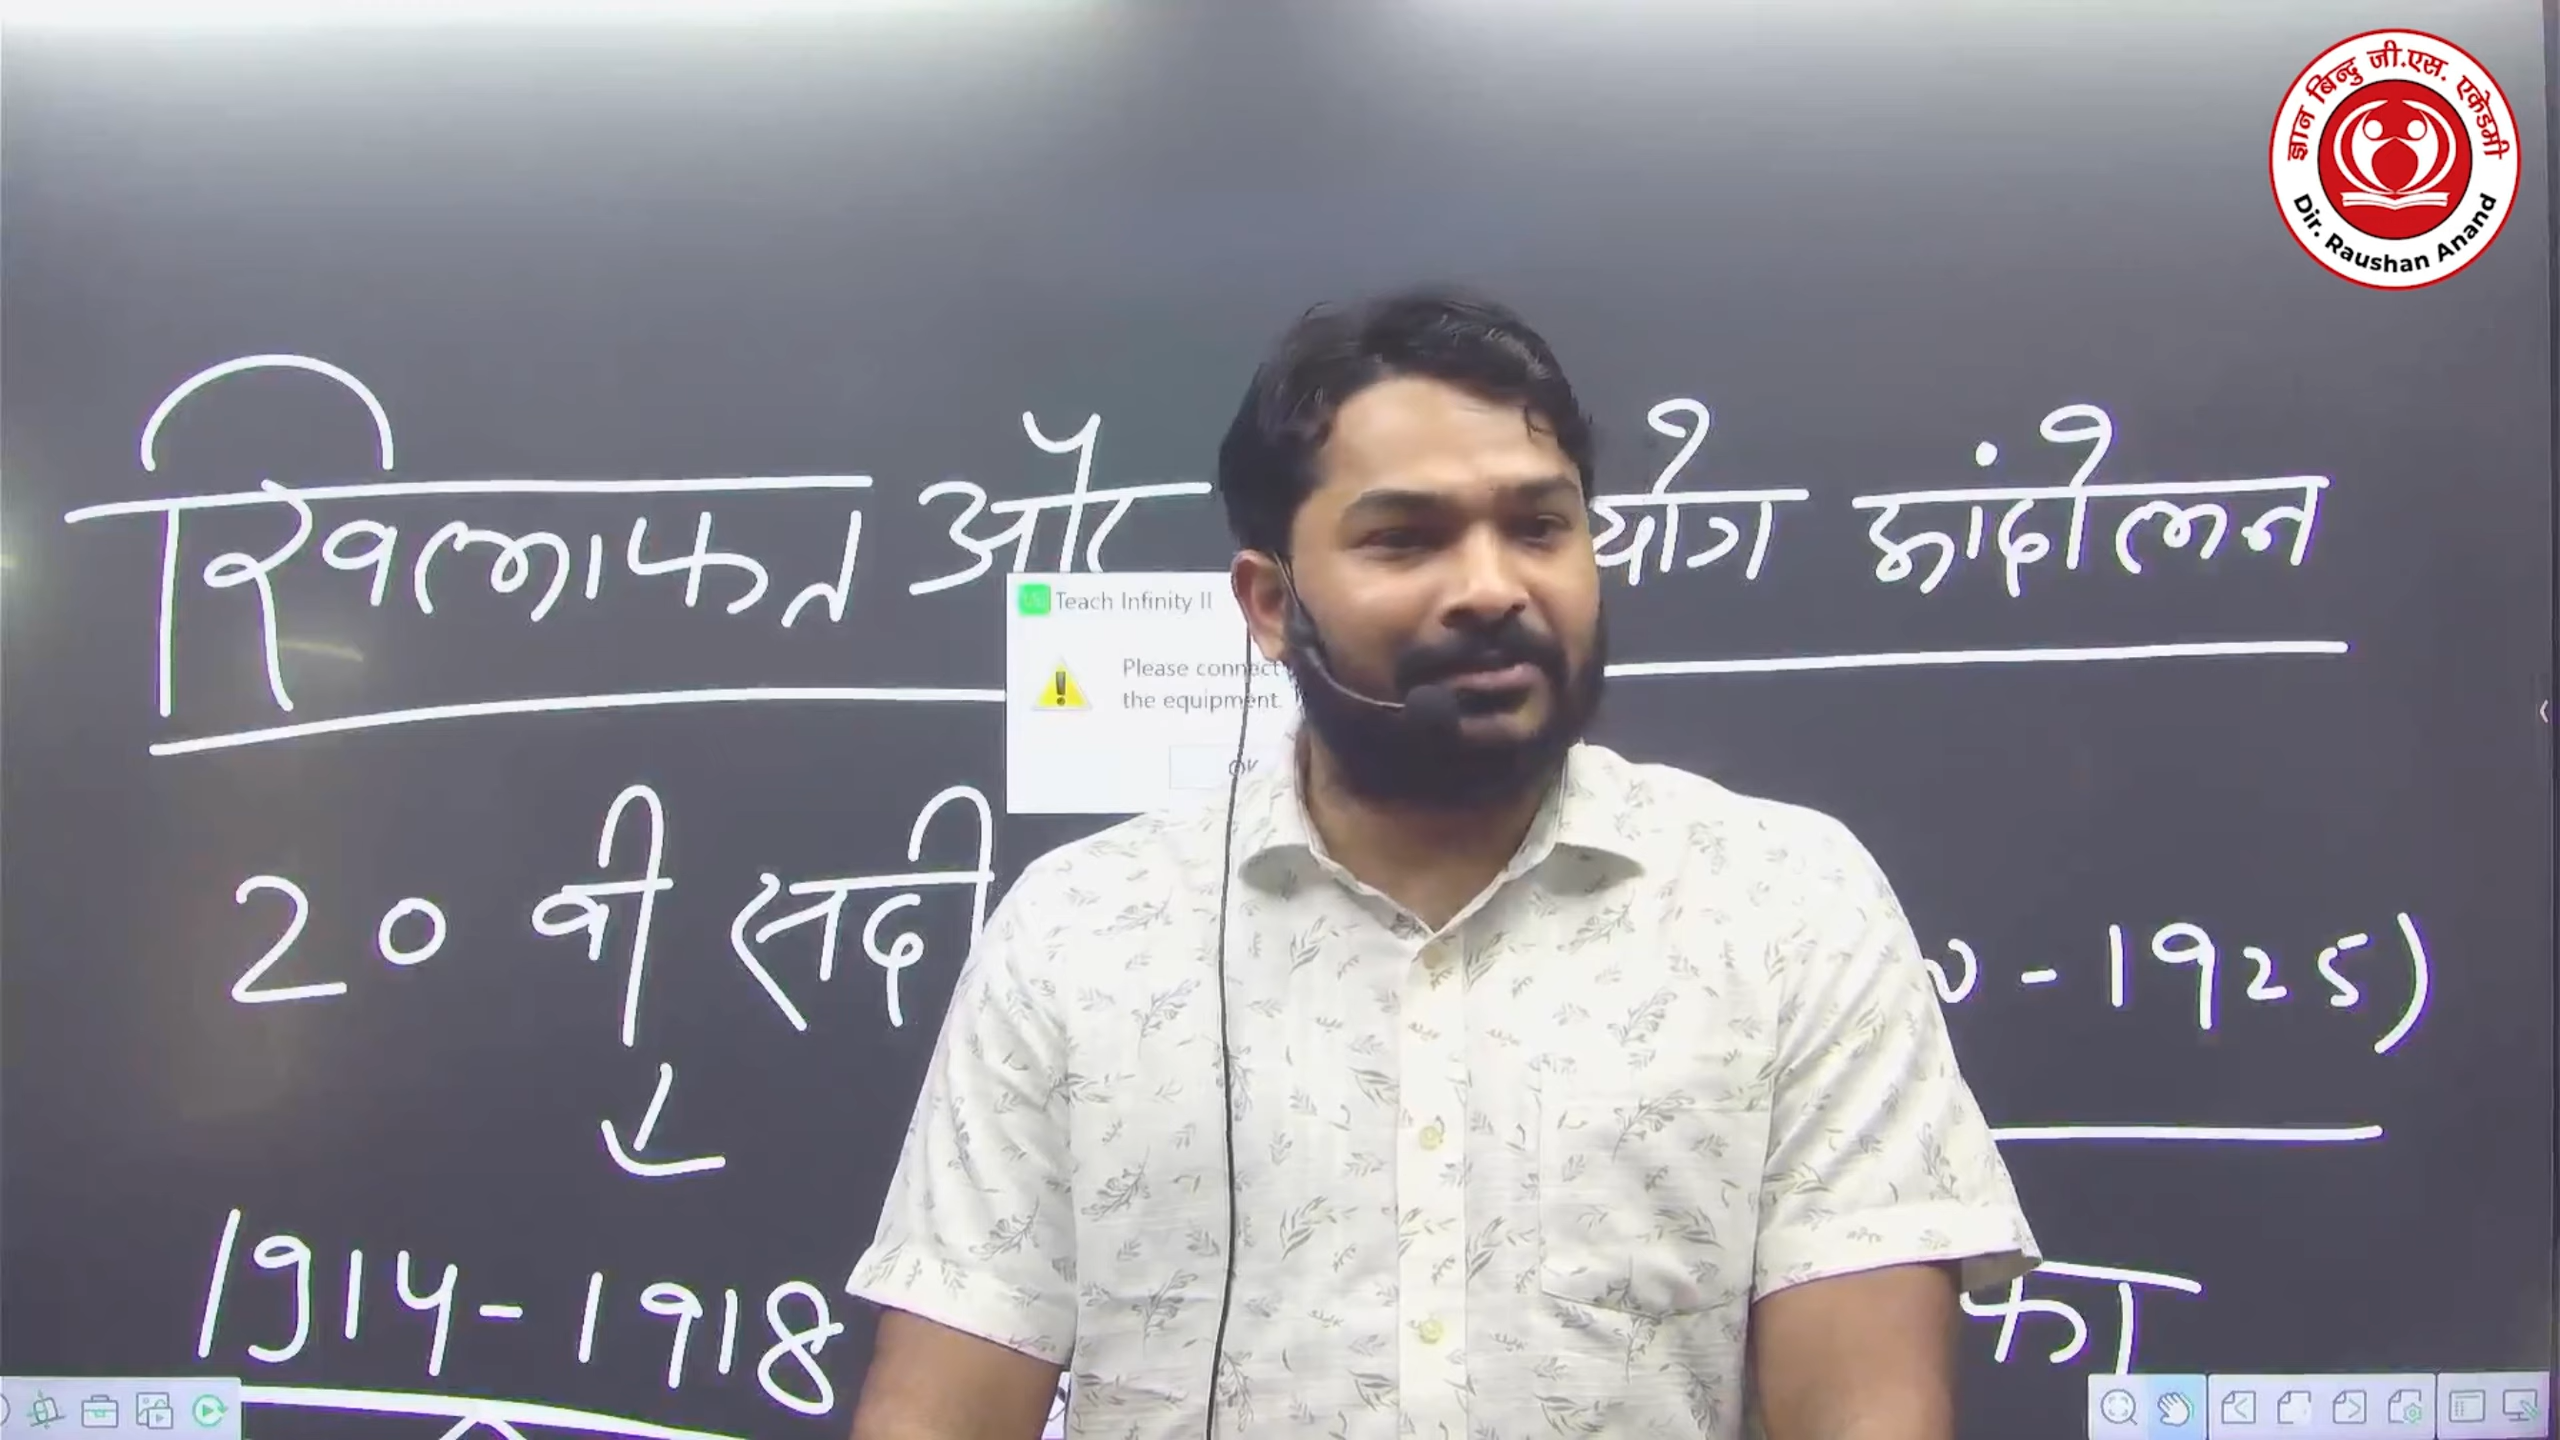 ज्ञान बिन्दु जी.एस. एकेडमी
Dir. Raushan Anand
खिलाफत और योग आंदोलन
Teach Infinity II
Please connect
the equipment.
OK
20 वी सदी - 1925)
1914-1918 का